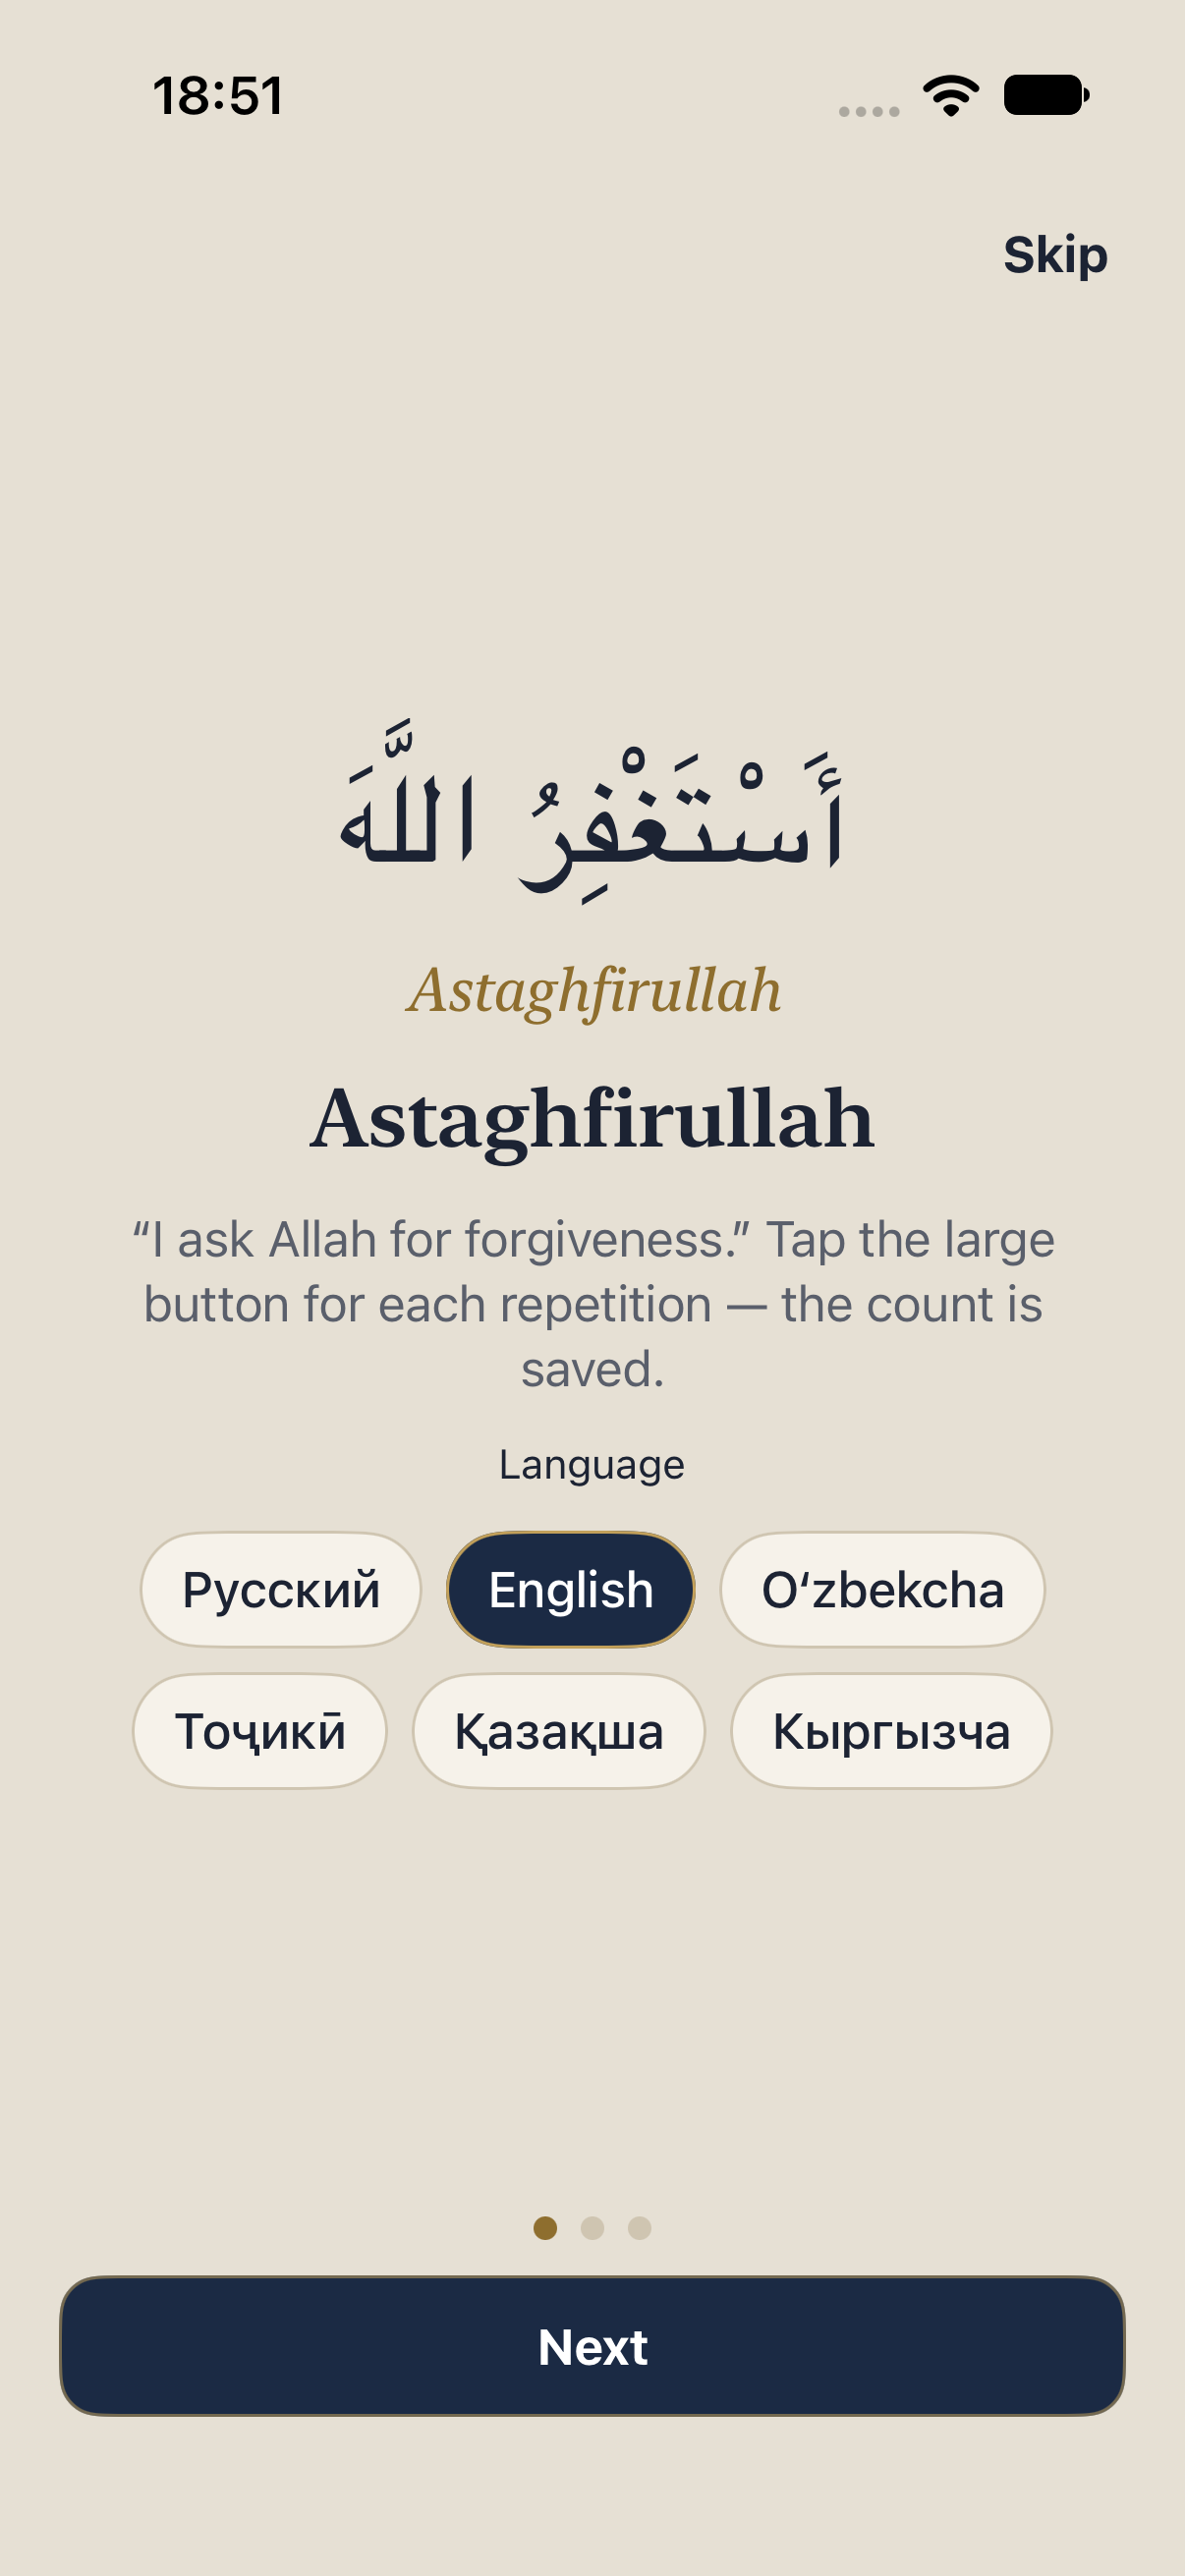 18:51
Skip
أَسْتَغْفِرُ اللَّهَ
Astaghfirullah
Astaghfirullah
“I ask Allah for forgiveness.” Tap the large
button for each repetition — the count is
saved.
Language
Русский English Oʻzbekcha
Тоҷикӣ Қазақша Кыргызча
Next